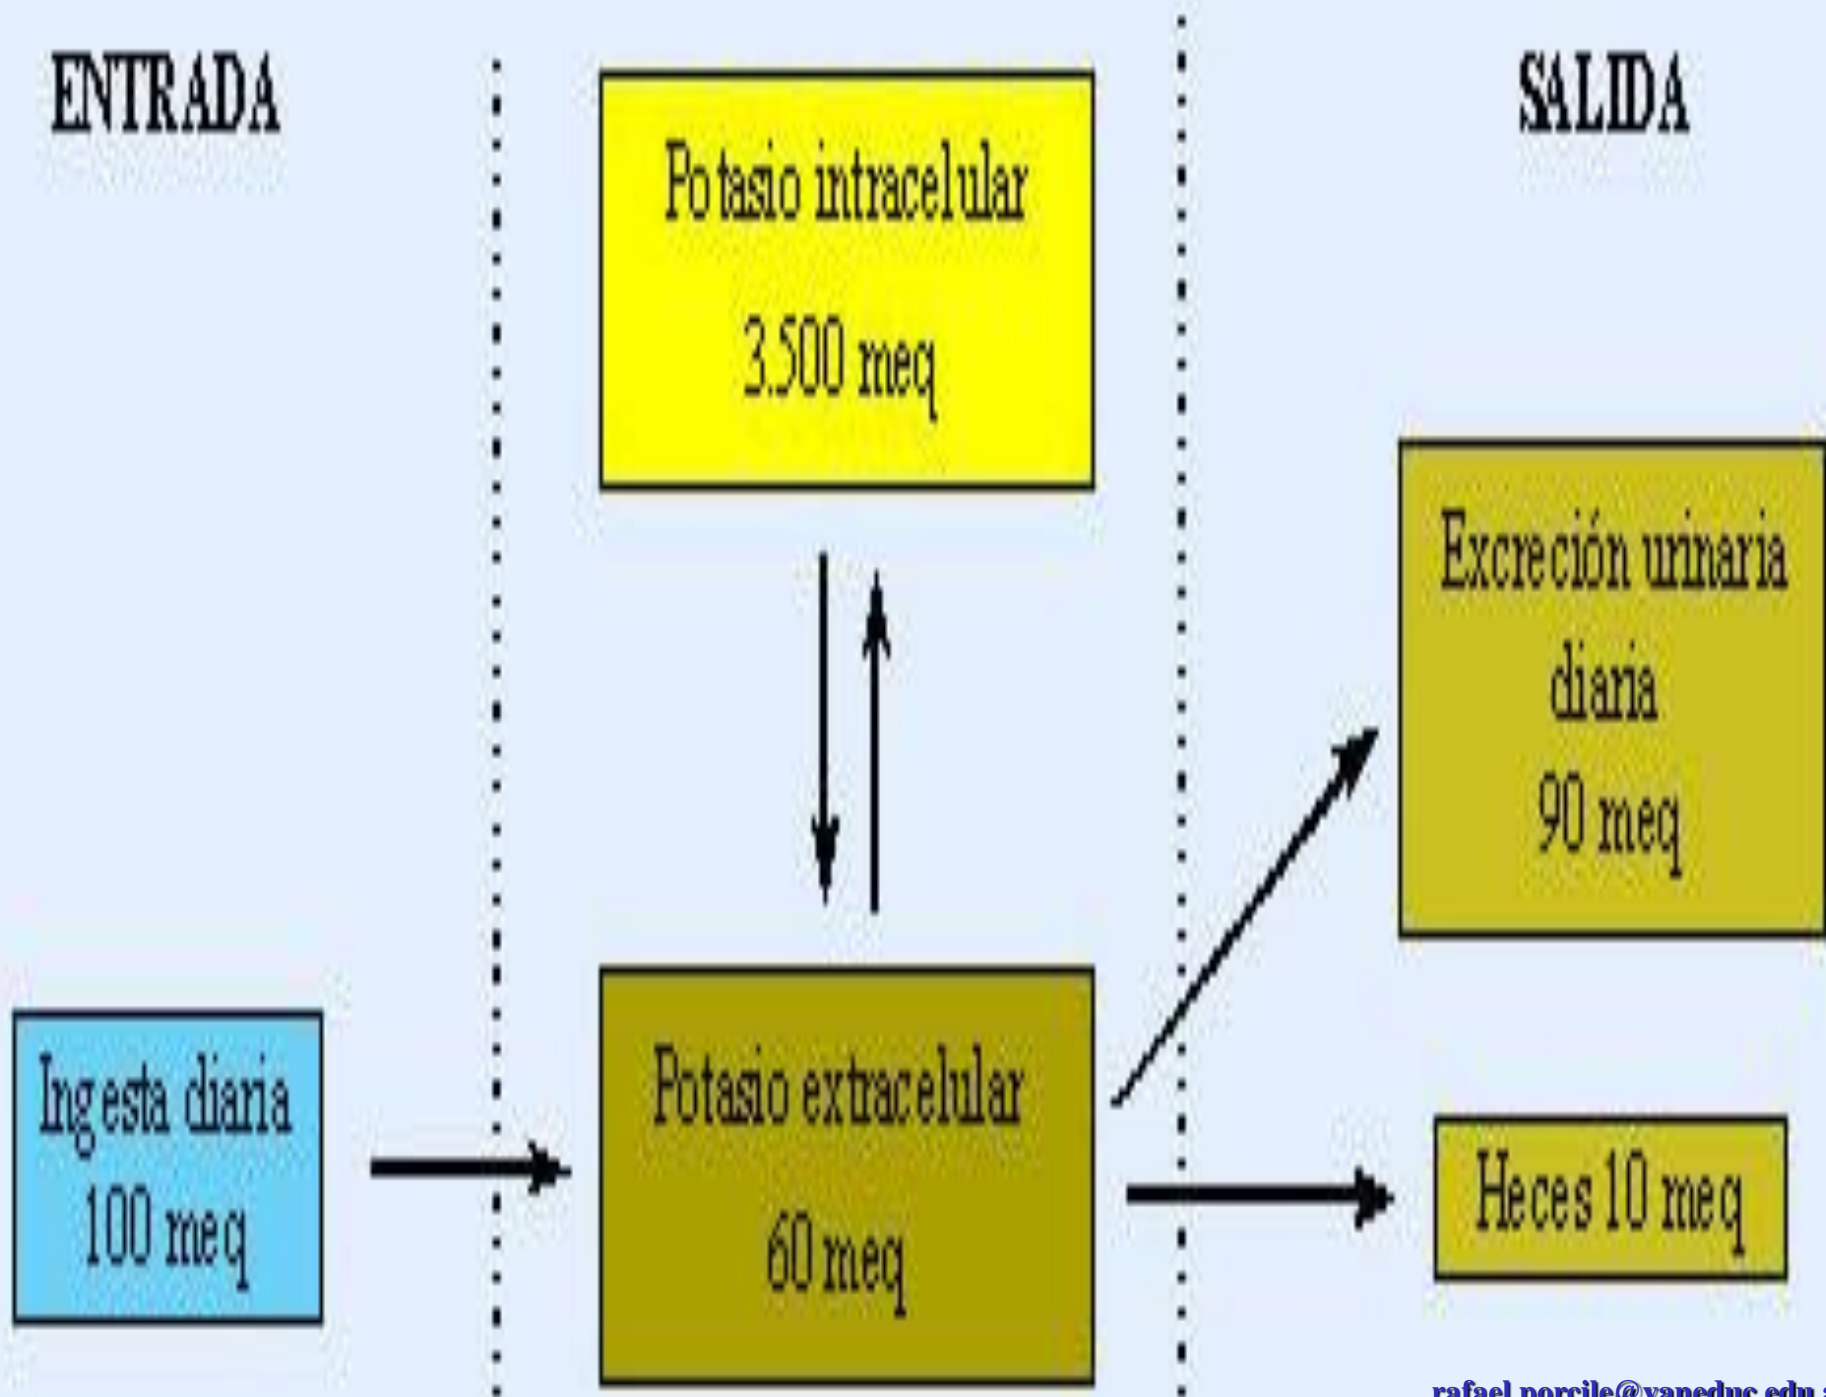 ENTRADA
SALIDA
Potasio intracelular
3.500 meq
Excreción urinaria
diaria
90 meq
Ingesta diaria
100 meq
Potasio extracelular
60 meq
Heces 10 meq